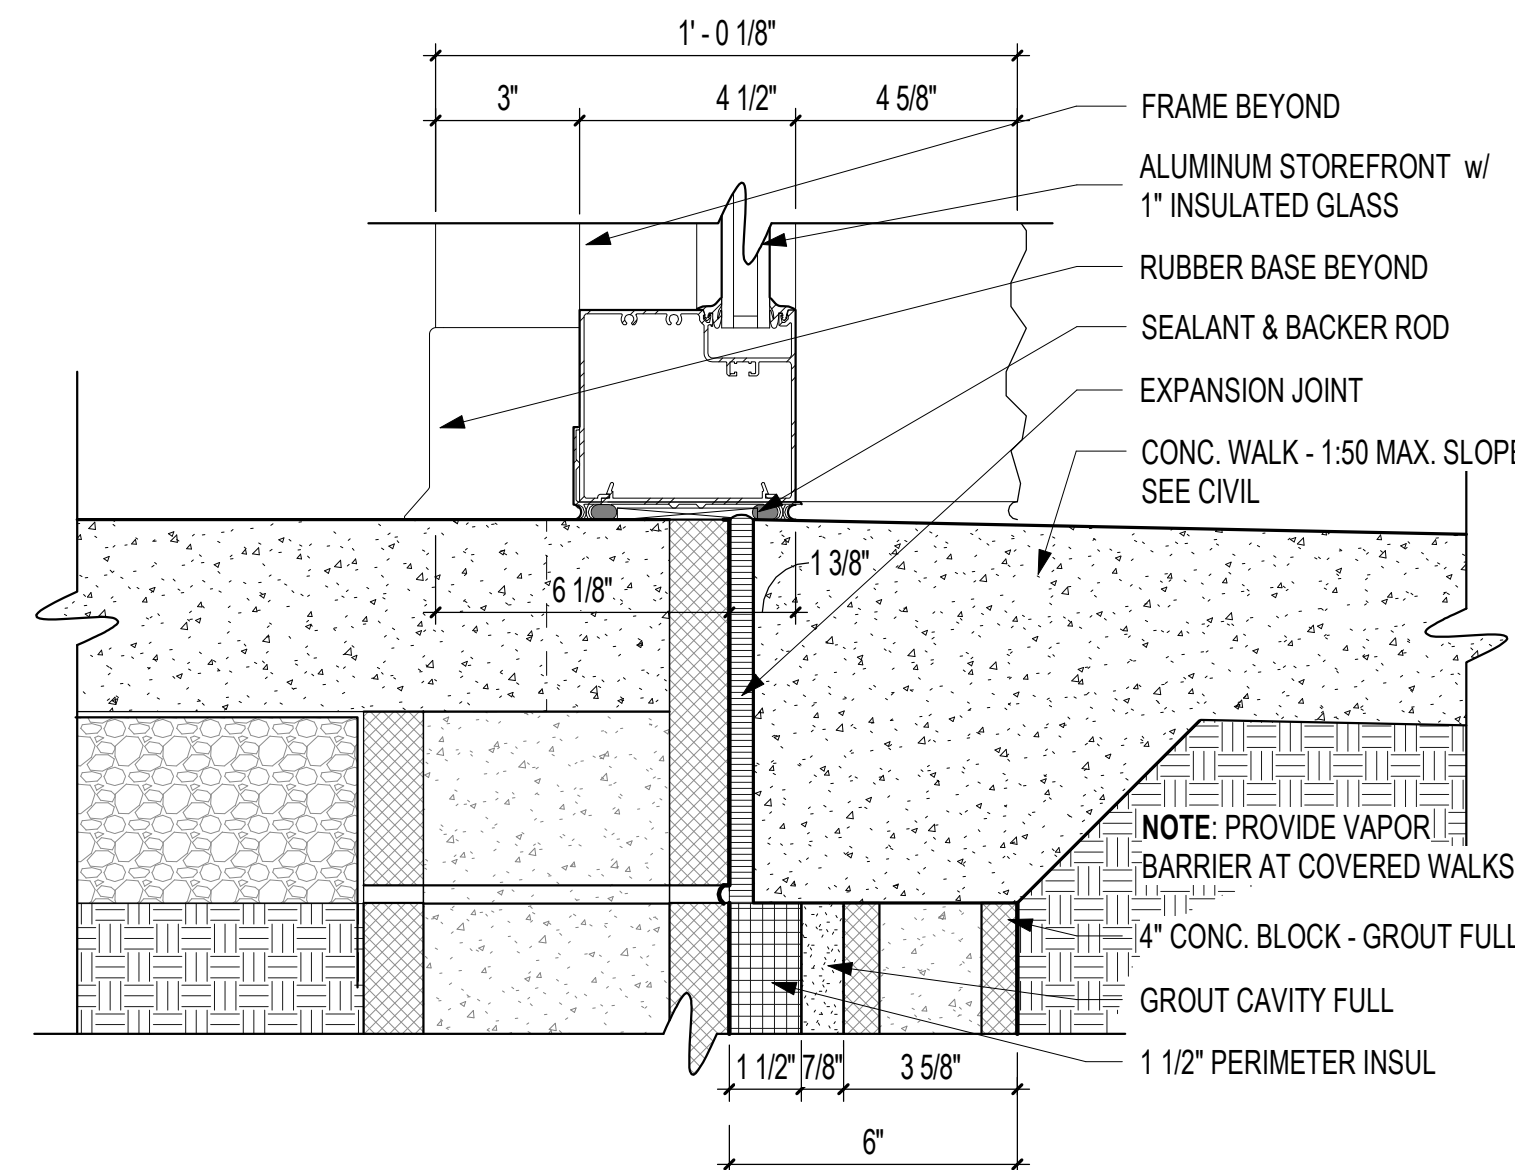 1' - 0 1/8"
3"
4 1/2"
4 5/8"
FRAME BEYOND
ALUMINUM STOREFRONT w/
1" INSULATED GLASS
RUBBER BASE BEYOND
SEALANT & BACKER ROD
EXPANSION JOINT
CONC. WALK - 1:50 MAX. SLOPE
SEE CIVIL
6 1/8"
1 3/8"
NOTE: PROVIDE VAPOR
BARRIER AT COVERED WALKS
4" CONC. BLOCK - GROUT FULL
GROUT CAVITY FULL
1 1/2" PERIMETER INSUL
1 1/2"
7/8"
3 5/8"
6"